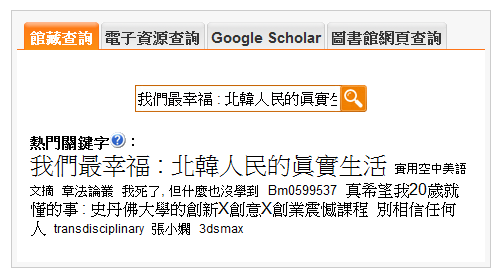 館藏查詢 電子資源查詢 Google Scholar 圖書館網頁查詢
我們最幸福 : 北韓人民的眞實生
熱門關鍵字 ? :
我們最幸福 : 北韓人民的眞實生活 實用空中美語
文摘 章法論叢 我死了, 但什麼也沒學到 Bm0599537 真希望我20歲就
懂的事 : 史丹佛大學的創新X創意X創業震憾課程 別相信任何
人 transdisciplinary 張小嫻 3dsmax